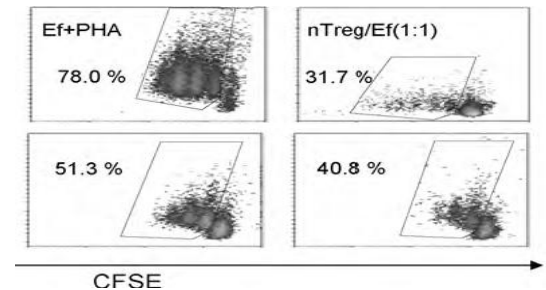 Ef+PHA
78.0 %
nTreg/Ef(1:1)
31.7%
51.3 %
40.8 %
CFSE